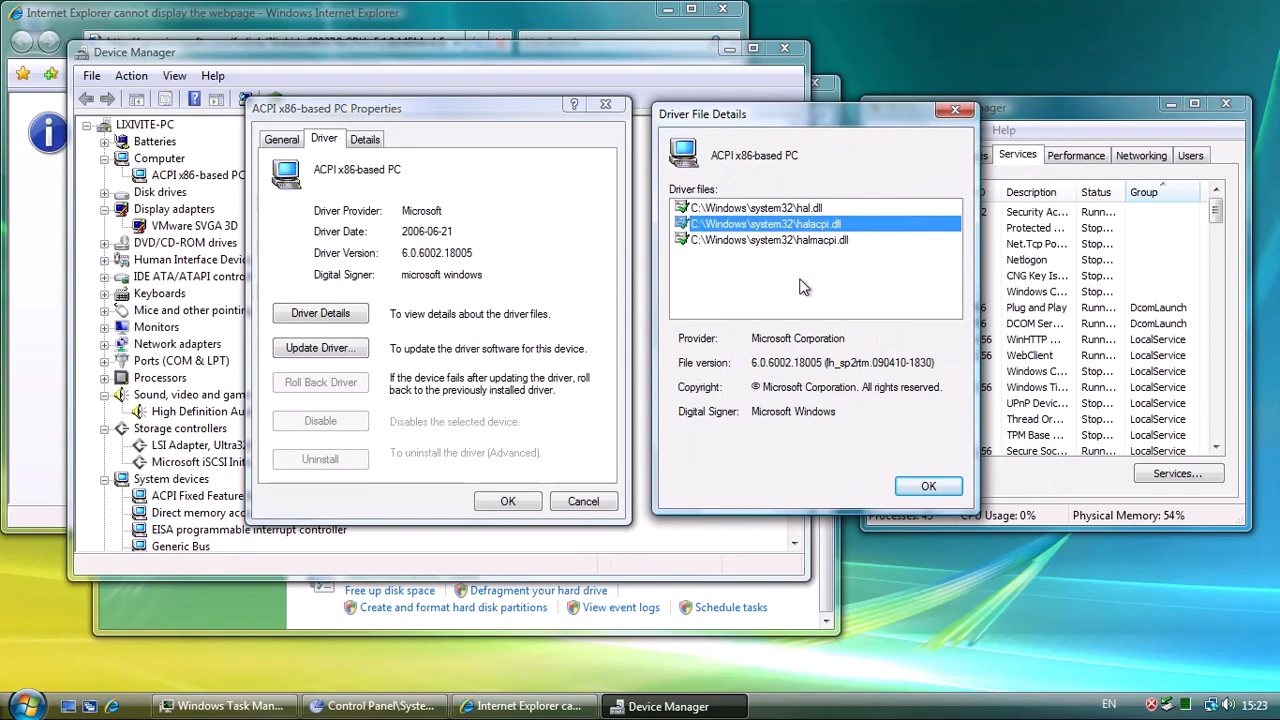 Internet Explorer cannot display the webpage - Windows Internet Explorer
Device Manager
File Action View Help
LIXIVITE-PC
Batteries
Computer
ACPI x86-based PC
Disk drives
Display adapters
VMware SVGA 3D
DVD/CD-ROM drives
Human Interface Devi
IDE ATA/ATAPI contro
Keyboards
Mice and other pointin
Monitors
Network adapters
Ports (COM & LPT)
Processors
Sound, video and gam
High Definition Au
Storage controllers
LSI Adapter, Ultra32
Microsoft iSCSI Init
System devices
ACPI Fixed Feature
Direct memory acc
EISA programmable interrupt controller
Generic Bus
ACPI x86-based PC Properties
General Driver Details
ACPI x86-based PC
Driver Provider: Microsoft
Driver Date: 2006-06-21
Driver Version: 6.0.6002.18005
Digital Signer: microsoft windows
Driver Details To view details about the driver files.
Update Driver... To update the driver software for this device.
Roll Back Driver If the device fails after updating the driver, roll
back to the previously installed driver.
Disable Disables the selected device.
Uninstall To uninstall the driver (Advanced).
OK Cancel
Driver File Details
ACPI x86-based PC
Driver files:
C:\Windows\system32\hal.dll
C:\Windows\system32\halacpi.dll
C:\Windows\system32\halmacpi.dll
Provider: Microsoft Corporation
File version: 6.0.6002.18005 (lh_sp2rtm.090410-1830)
Copyright: © Microsoft Corporation. All rights reserved.
Digital Signer: Microsoft Windows
OK
nager
Help
es Services Performance Networking Users
Description Status Group
Security Ac... Runn...
Protected ... Runn...
Net.Tcp Po... Stop...
Netlogon Stop...
CNG Key Is... Stop...
Windows C... Stop...
Plug and Play Runn... DcomLaunch
DCOM Ser... Runn... DcomLaunch
WinHTTP ... Runn... LocalService
WebClient Runn... LocalService
Windows Ti... Runn... LocalService
UPnP Devic... Stop... LocalService
Thread Or... Stop... LocalService
TPM Base ... Stop... LocalService
Secure Soc... Stop... LocalService
Services...
CPU Usage: 0% Physical Memory: 54%
Free up disk space Defragment your hard drive
Create and format hard disk partitions View event logs Schedule tasks
Windows Task Man... Control Panel\Syste... Internet Explorer ca... Device Manager EN 15:23